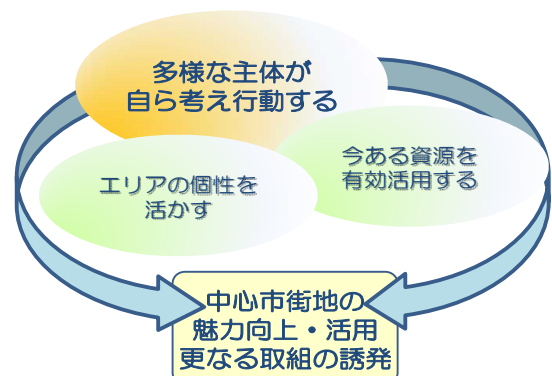 多様な主体が
自ら考え行動する
今ある資源を
有効活用する
エリアの個性を
活かす
中心市街地の
魅力向上・活用
更なる取組の誘発